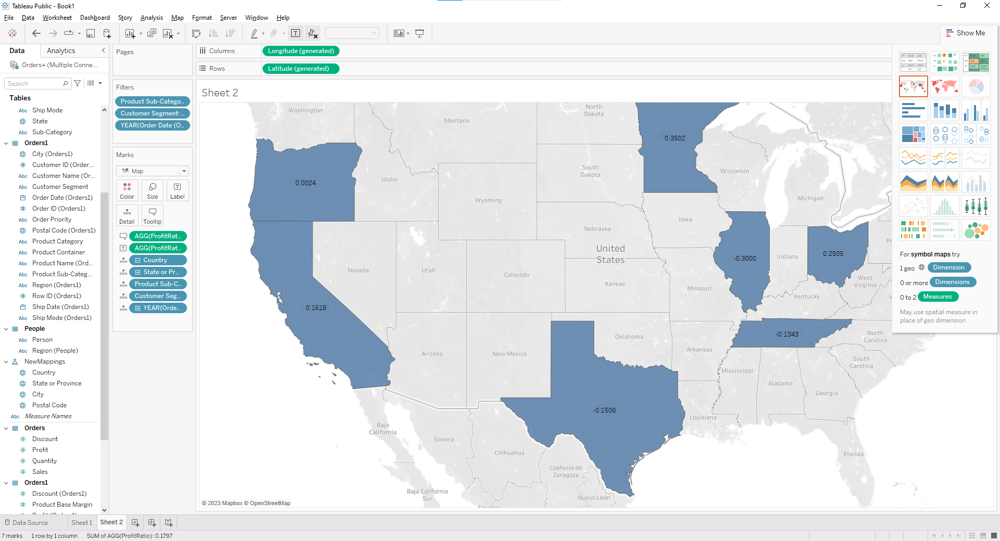 Tableau Public - Book1
File Data Worksheet Dashboard Story Analysis Map Format Server Window Help
Show Me
Data Analytics
Orders+ (Multiple Conne...
Search
Tables
Ship Mode
State
Sub-Category
Orders1
City (Orders1)
Customer ID (Order...
Customer Name (Or...
Customer Segment
Order Date (Orders1)
Order ID (Orders1)
Order Priority
Postal Code (Orders1)
Product Category
Product Container
Product Name (Ord...
Product Sub-Categ...
Region (Orders1)
Row ID (Orders1)
Ship Date (Orders1)
Ship Mode (Orders1)
People
Person
Region (People)
NewMappings
Country
State or Province
City
Postal Code
Measure Names
Orders
Discount
Profit
Quantity
Sales
Orders1
Discount (Orders1)
Product Base Margin
Pages
Filters
Product Sub-Catego..
Customer Segment: ..
YEAR(Order Date (O..
Marks
Map
Color Size Label
Detail Tooltip
AGG(ProfitRat..
AGG(ProfitRat..
Country
State or Pr..
Product Sub-C..
Customer Seg..
YEAR(Orde..
Columns Longitude (generated)
Rows Latitude (generated)
Sheet 2
Washington
Montana
North
Dakota
0.3502
South
Dakota
Wisconsin
Idaho
0.0024
Wyoming
Michigan
Iowa
Nebraska
United
States
-0.3000
Indiana
0.2505
Nevada
Utah
Colorado
Kansas
Missouri
West
Virginia
Kentucky
0.1618
-0.1343
North
Carolina
Oklahoma
Arkansas
Arizona
New Mexico
South
Carolina
Mississippi
Alabama
Georgia
-0.1508
Louisiana
Baja
California
Sonora
Chihuahua
Florida
Coahuila de
Zaragoza
Baja California
Sur
Nuevo León
© 2023 Mapbox © OpenStreetMap
For symbol maps try
1 geo Dimension
0 or more Dimensions
0 to 2 Measures
May use spatial measure in
place of geo dimension
Data Source Sheet 1 Sheet 2
7 marks 1 row by 1 column SUM of AGG(ProfitRatio): 0.1797